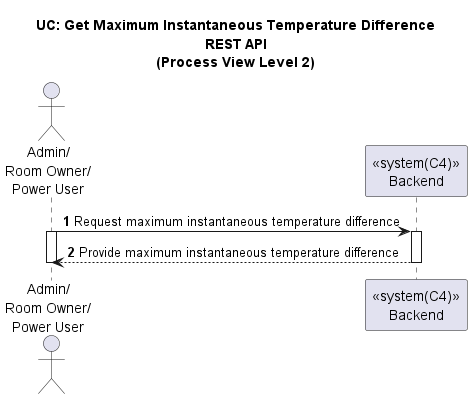 UC: Get Maximum Instantaneous Temperature Difference
REST API
(Process View Level 2)
Admin/
Room Owner/
Power User
«system(C4)»
Backend
1 Request maximum instantaneous temperature difference
2 Provide maximum instantaneous temperature difference
Admin/
Room Owner/
Power User
«system(C4)»
Backend